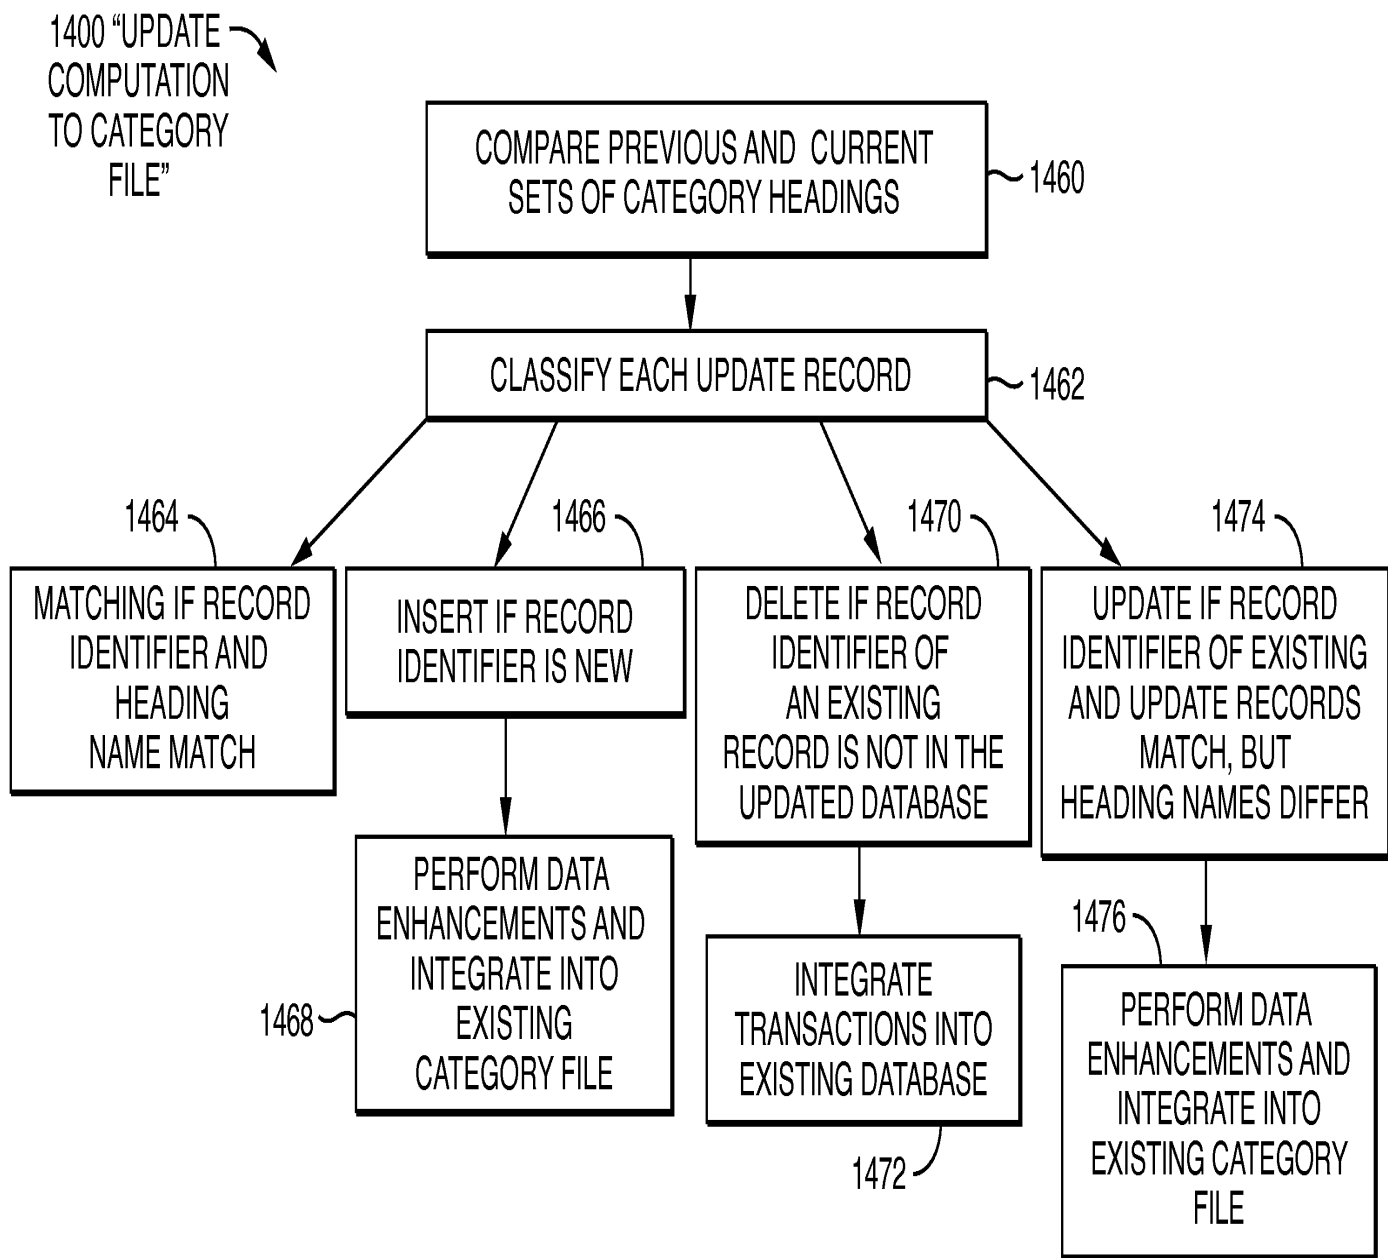 1400 “UPDATE
COMPUTATION
TO CATEGORY
FILE”
COMPARE PREVIOUS AND CURRENT
SETS OF CATEGORY HEADINGS
1460
CLASSIFY EACH UPDATE RECORD
1462
1464
MATCHING IF RECORD
IDENTIFIER AND
HEADING
NAME MATCH
1466
INSERT IF RECORD
IDENTIFIER IS NEW
1470
DELETE IF RECORD
IDENTIFIER OF
AN EXISTING
RECORD IS NOT IN THE
UPDATED DATABASE
1474
UPDATE IF RECORD
IDENTIFIER OF EXISTING
AND UPDATE RECORDS
MATCH, BUT
HEADING NAMES DIFFER
PERFORM DATA
ENHANCEMENTS AND
INTEGRATE INTO
EXISTING
CATEGORY FILE
1468
INTEGRATE
TRANSACTIONS INTO
EXISTING DATABASE
1472
1476
PERFORM DATA
ENHANCEMENTS AND
INTEGRATE INTO
EXISTING CATEGORY
FILE